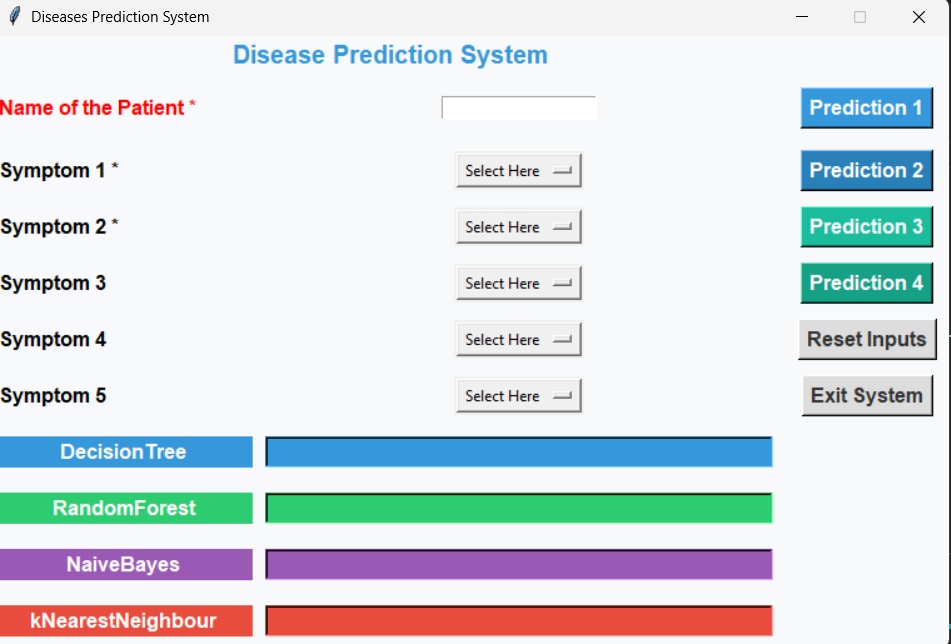 Diseases Prediction System
Disease Prediction System
Name of the Patient *
Prediction 1
Symptom 1 *
Select Here
Prediction 2
Symptom 2 *
Select Here
Prediction 3
Symptom 3
Select Here
Prediction 4
Symptom 4
Select Here
Reset Inputs
Symptom 5
Select Here
Exit System
DecisionTree
RandomForest
NaiveBayes
kNearestNeighbour